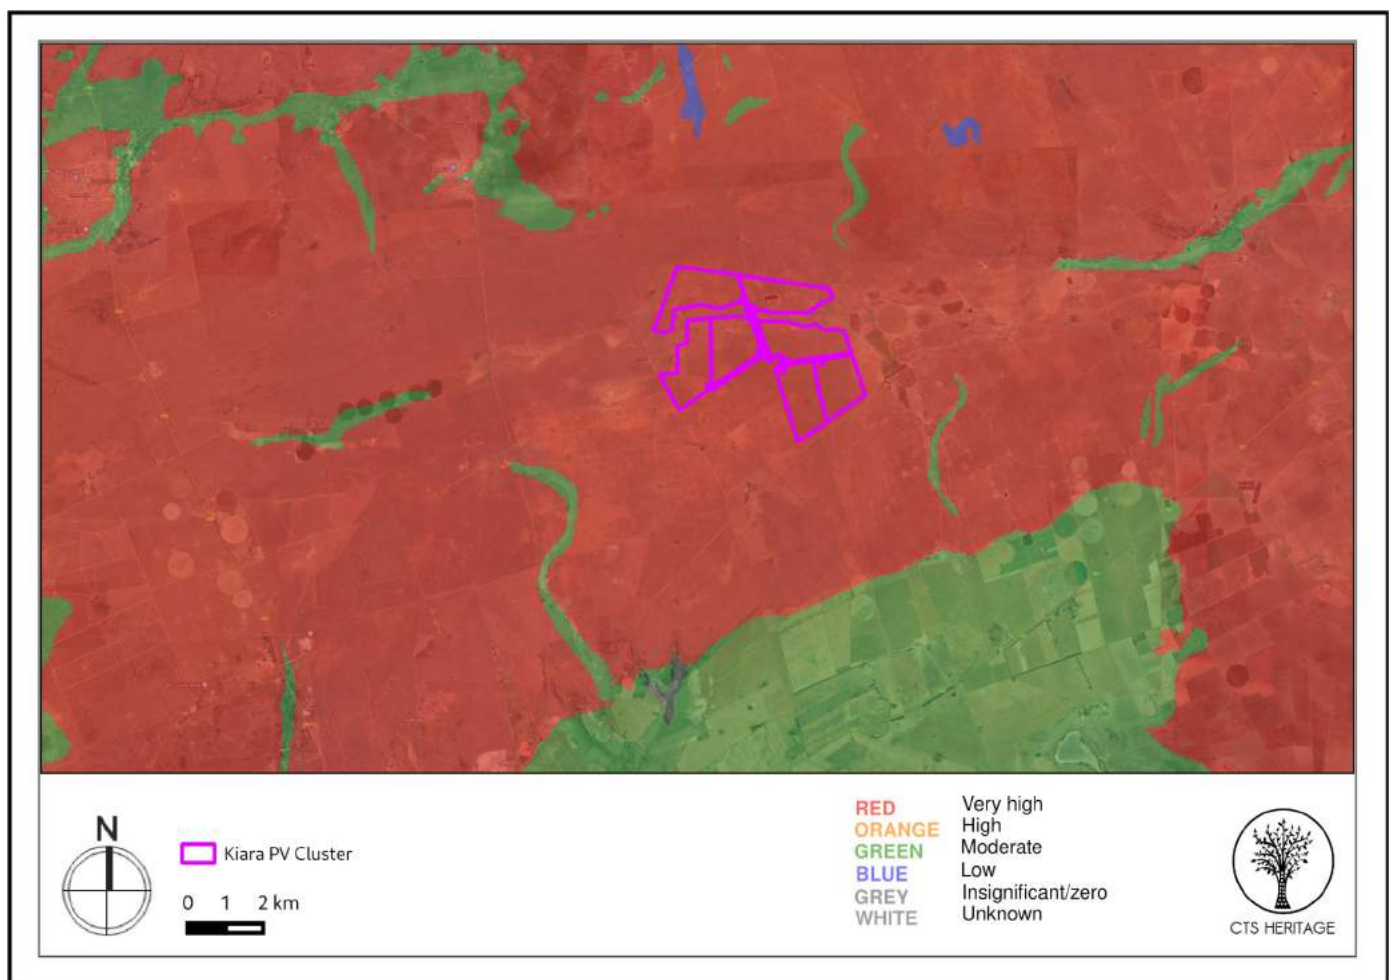 N
Kiara PV Cluster
0 1 2 km
RED Very high
ORANGE High
GREEN Moderate
BLUE Low
GREY Insignificant/zero
WHITE Unknown
CTS HERITAGE